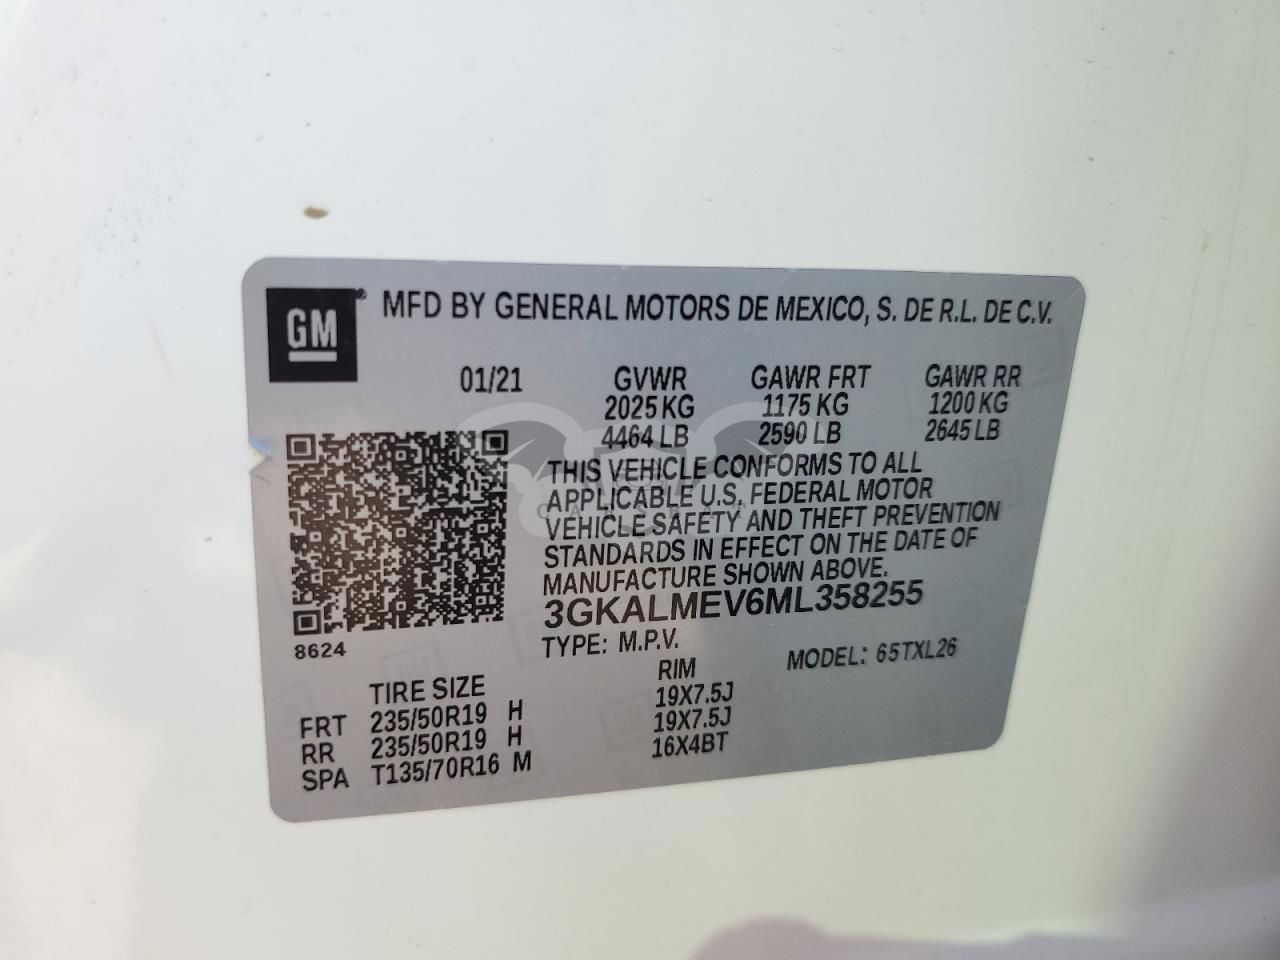 GM
MFD BY GENERAL MOTORS DE MEXICO, S. DE R.L. DE C.V.
01/21 GVWR GAWR FRT GAWR RR
2025 KG 1175 KG 1200 KG
4464 LB 2590 LB 2645 LB
THIS VEHICLE CONFORMS TO ALL
APPLICABLE U.S. FEDERAL MOTOR
VEHICLE SAFETY AND THEFT PREVENTION
STANDARDS IN EFFECT ON THE DATE OF
MANUFACTURE SHOWN ABOVE.
3GKALMEV6ML358255
8624
TYPE: M.P.V. MODEL: 65TXL26
TIRE SIZE RIM
FRT 235/50R19 H 19X7.5J
RR 235/50R19 H 19X7.5J
SPA T135/70R16 M 16X4BT